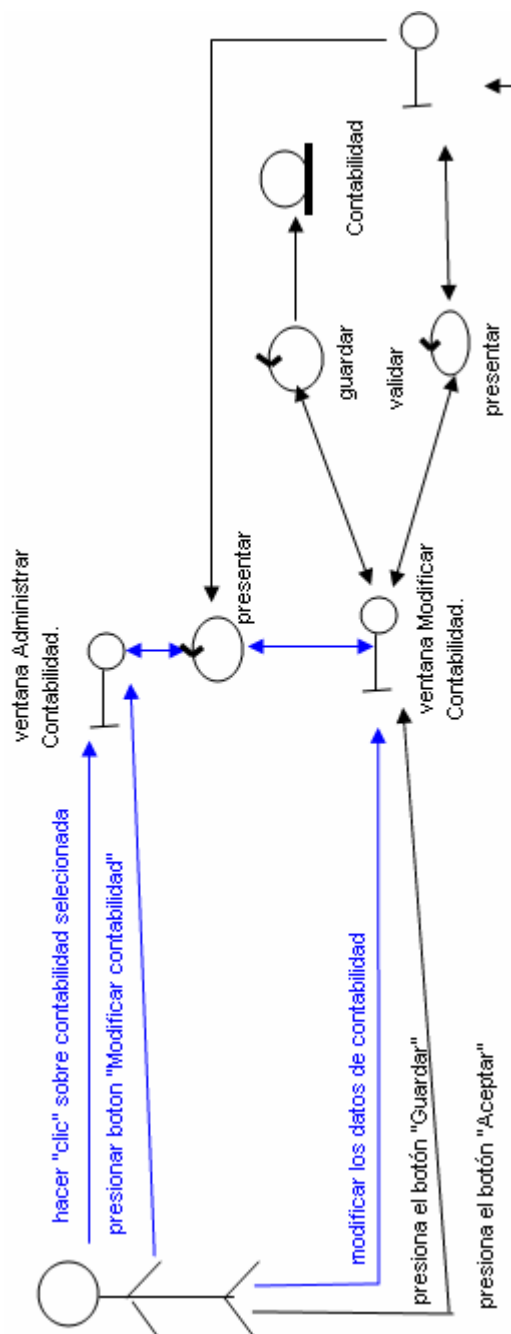 ventana Administrar
Contabilidad.
hacer "clic" sobre contabilidad selecionada
presionar boton "Modificar contabilidad"
presentar
Contabilidad
guardar
validar
presentar
modificar los datos de contabilidad
ventana Modificar
Contabilidad.
presiona el botón "Guardar"
presiona el botón "Aceptar"